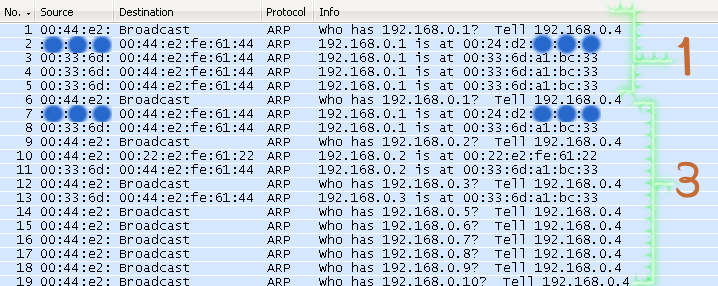 No. Source Destination Protocol Info
1 00:44:e2: Broadcast ARP Who has 192.168.0.1? Tell 192.168.0.4
2 : 00:44:e2:fe:61:44 ARP 192.168.0.1 is at 00:24:d2:
3 00:33:6d: 00:44:e2:fe:61:44 ARP 192.168.0.1 is at 00:33:6d:a1:bc:33
4 00:33:6d: 00:44:e2:fe:61:44 ARP 192.168.0.1 is at 00:33:6d:a1:bc:33
5 00:33:6d: 00:44:e2:fe:61:44 ARP 192.168.0.1 is at 00:33:6d:a1:bc:33
1
6 00:44:e2: Broadcast ARP Who has 192.168.0.1? Tell 192.168.0.4
7 : 00:44:e2:fe:61:44 ARP 192.168.0.1 is at 00:24:d2:
8 00:33:6d: 00:44:e2:fe:61:44 ARP 192.168.0.1 is at 00:33:6d:a1:bc:33
9 00:44:e2: Broadcast ARP Who has 192.168.0.2? Tell 192.168.0.4
10 00:22:e2: 00:44:e2:fe:61:44 ARP 192.168.0.2 is at 00:22:e2:fe:61:22
11 00:33:6d: 00:44:e2:fe:61:44 ARP 192.168.0.2 is at 00:33:6d:a1:bc:33
12 00:44:e2: Broadcast ARP Who has 192.168.0.3? Tell 192.168.0.4
13 00:33:6d: 00:44:e2:fe:61:44 ARP 192.168.0.3 is at 00:33:6d:a1:bc:33
14 00:44:e2: Broadcast ARP Who has 192.168.0.5? Tell 192.168.0.4
15 00:44:e2: Broadcast ARP Who has 192.168.0.6? Tell 192.168.0.4
16 00:44:e2: Broadcast ARP Who has 192.168.0.7? Tell 192.168.0.4
17 00:44:e2: Broadcast ARP Who has 192.168.0.8? Tell 192.168.0.4
18 00:44:e2: Broadcast ARP Who has 192.168.0.9? Tell 192.168.0.4
19 00:44:e2: Broadcast ARP Who has 192.168.0.10? Tell 192.168.0.4
3